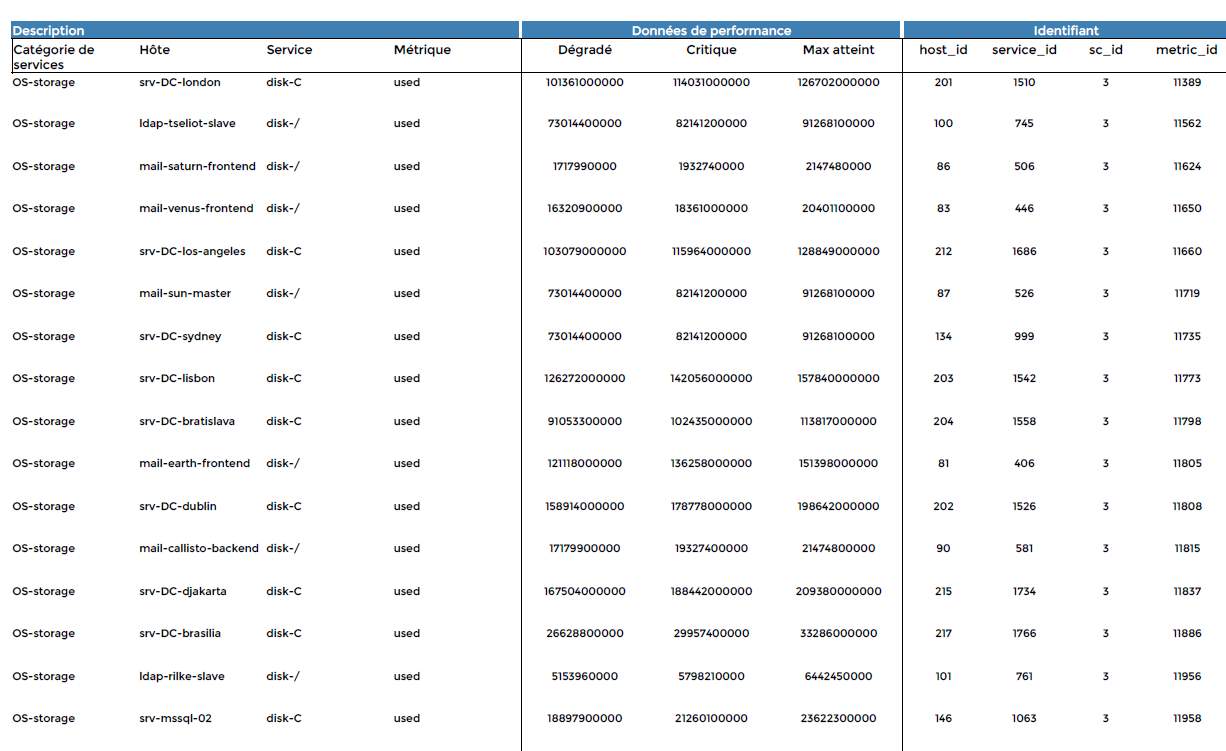 Description Données de performance Identifiant
Catégorie de services Hôte Service Métrique Dégradé Critique Max atteint host_id service_id sc_id metric_id
OS-storage srv-DC-london disk-C used 101361000000 114031000000 126702000000 201 1510 3 11389
OS-storage ldap-tseliot-slave disk-/ used 73014400000 82141200000 91268100000 100 745 3 11562
OS-storage mail-saturn-frontend disk-/ used 1717990000 1932740000 2147480000 86 506 3 11624
OS-storage mail-venus-frontend disk-/ used 16320900000 18361000000 20401100000 83 446 3 11650
OS-storage srv-DC-los-angeles disk-C used 103079000000 115964000000 128849000000 212 1686 3 11660
OS-storage mail-sun-master disk-/ used 73014400000 82141200000 91268100000 87 526 3 11719
OS-storage srv-DC-sydney disk-C used 73014400000 82141200000 91268100000 134 999 3 11735
OS-storage srv-DC-lisbon disk-C used 126272000000 142056000000 157840000000 203 1542 3 11773
OS-storage srv-DC-bratislava disk-C used 91053300000 102435000000 113817000000 204 1558 3 11798
OS-storage mail-earth-frontend disk-/ used 121118000000 136258000000 151398000000 81 406 3 11805
OS-storage srv-DC-dublin disk-C used 158914000000 178778000000 198642000000 202 1526 3 11808
OS-storage mail-callisto-backend disk-/ used 17179900000 19327400000 21474800000 90 581 3 11815
OS-storage srv-DC-djakarta disk-C used 167504000000 188442000000 209380000000 215 1734 3 11837
OS-storage srv-DC-brasilia disk-C used 26628800000 29957400000 33286000000 217 1766 3 11886
OS-storage ldap-rilke-slave disk-/ used 5153960000 5798210000 6442450000 101 761 3 11956
OS-storage srv-mssql-02 disk-C used 18897900000 21260100000 23622300000 146 1063 3 11958